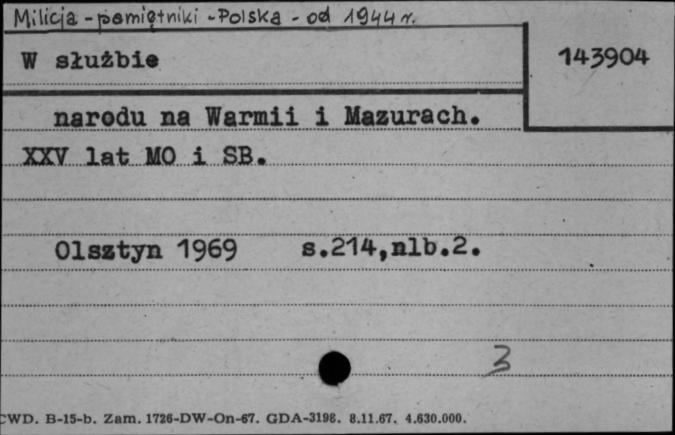 Milicja - pamiętniki - Polska - od 1944 r.
W służbie
143904
narodu na Warmii i Mazurach.
XXV lat MO i SB.
Olsztyn 1969 s.214,nlb.2.
3
CWD. B-15-b. Zam. 1726-DW-On-67. GDA-3198. 8.11.67. 4.630.000.